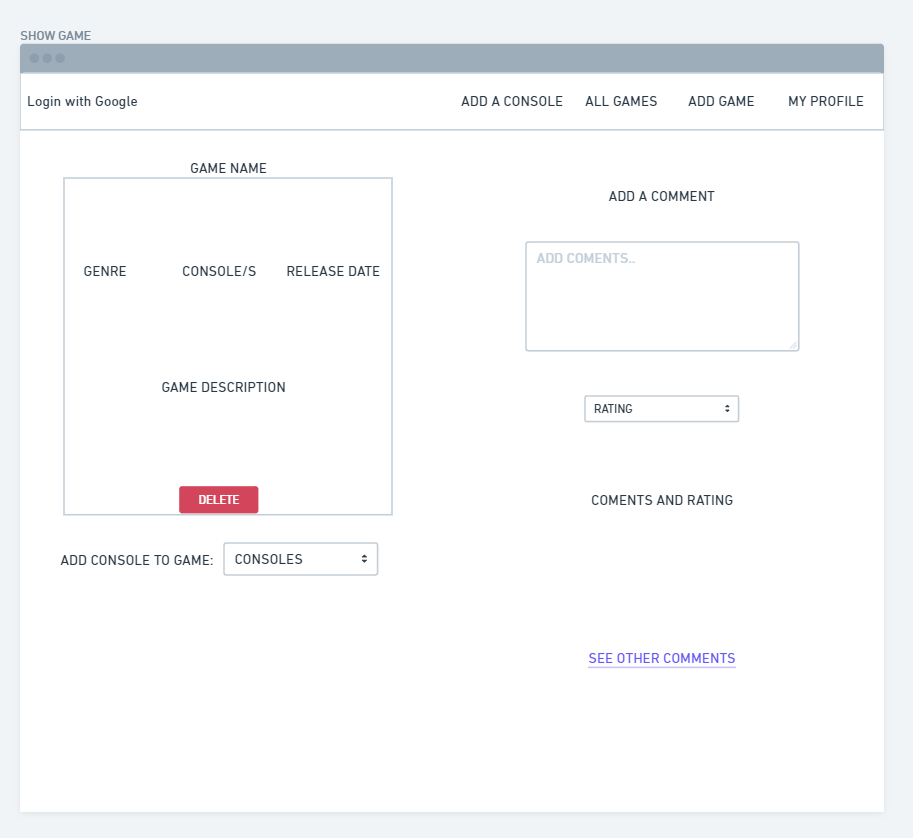 SHOW GAME
Login with Google
ADD A CONSOLE
ALL GAMES
ADD GAME
MY PROFILE
GAME NAME
GENRE
CONSOLE/S
RELEASE DATE
GAME DESCRIPTION
DELETE
ADD CONSOLE TO GAME:
CONSOLES
ADD A COMMENT
ADD COMENTS..
RATING
COMENTS AND RATING
SEE OTHER COMMENTS